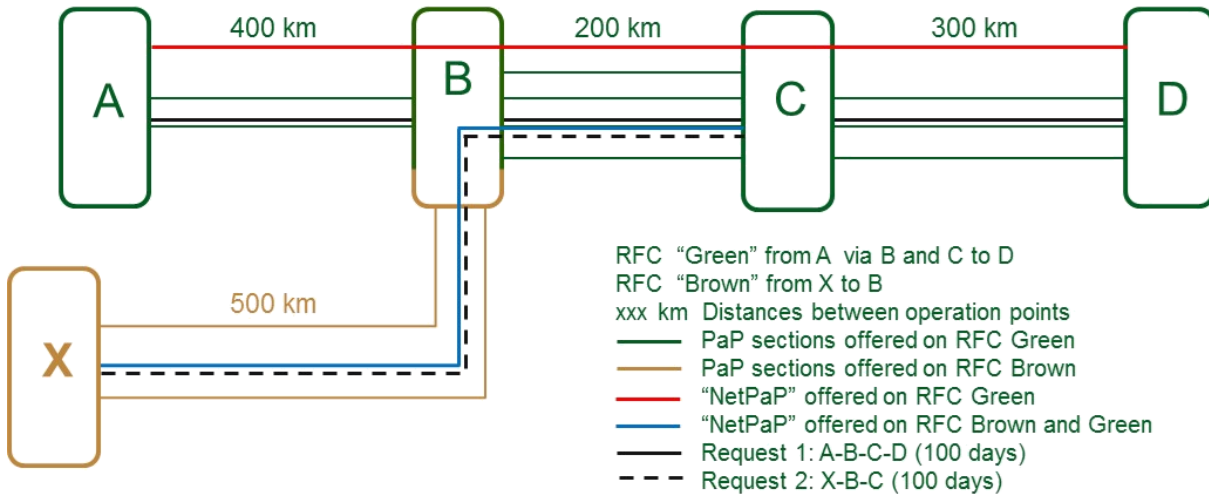 400 km
200 km
300 km
A
B
C
D
500 km
X
RFC “Green” from A via B and C to D
RFC “Brown” from X to B
xxx km Distances between operation points
PaP sections offered on RFC Green
PaP sections offered on RFC Brown
“NetPaP” offered on RFC Green
“NetPaP” offered on RFC Brown and Green
Request 1: A-B-C-D (100 days)
Request 2: X-B-C (100 days)